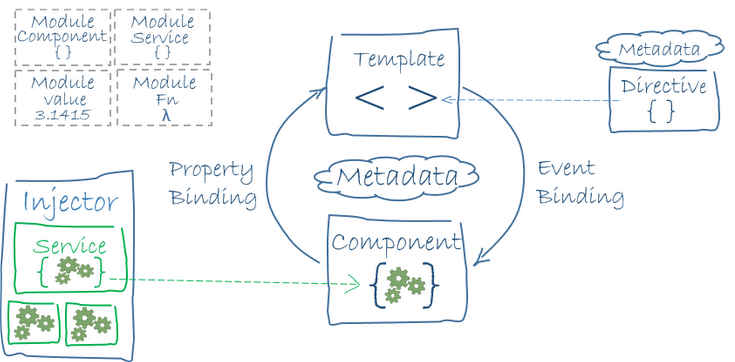 Module
Component
{ }
Module
Service
{ }
Module
value
3.1415
Module
Fn
λ
Template
< >
Metadata
Directive
{ }
Property
Binding
Metadata
Event
Binding
Injector
Service
{ }
Component
{ }